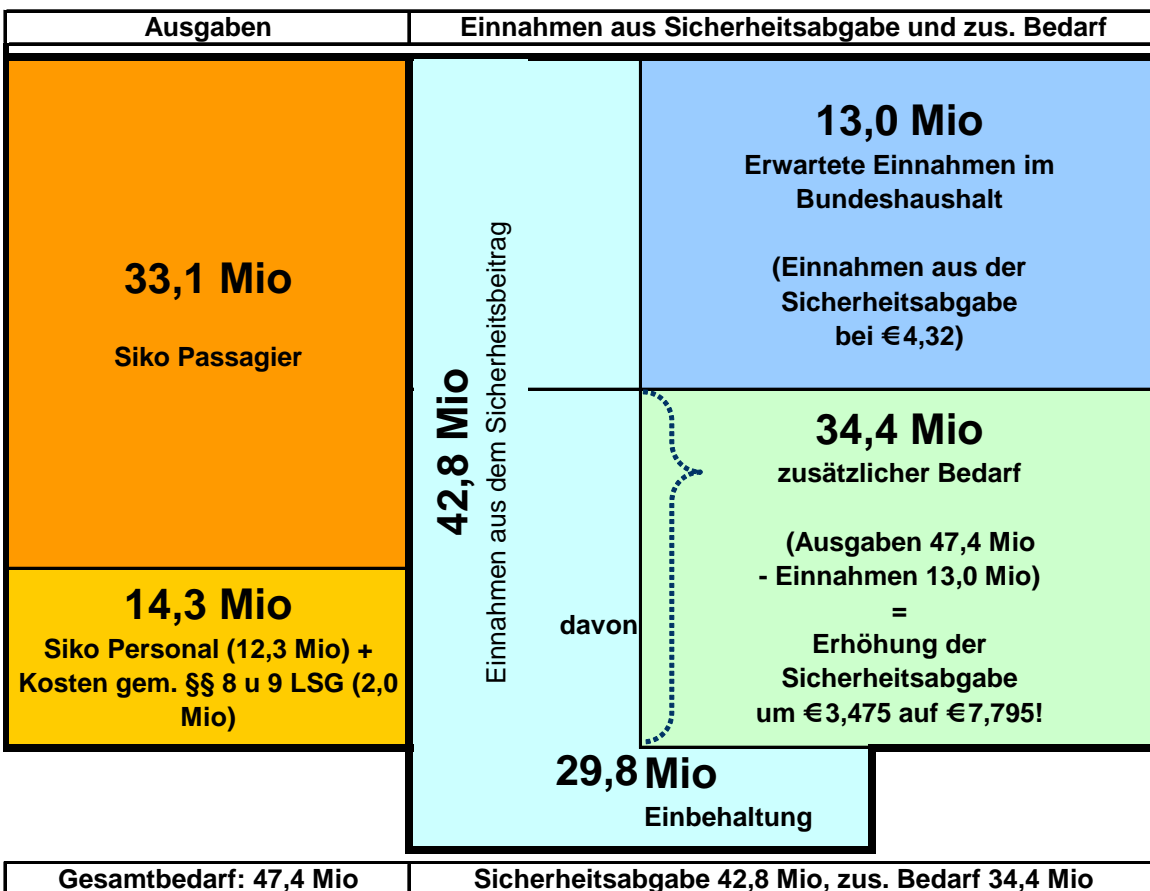 Ausgaben
Einnahmen aus Sicherheitsabgabe und zus. Bedarf
33,1 Mio
Siko Passagier
14,3 Mio
Siko Personal (12,3 Mio) +
Kosten gem. §§ 8 u 9 LSG (2,0
Mio)
42,8 Mio
Einnahmen aus dem Sicherheitsbeitrag
13,0 Mio
Erwartete Einnahmen im
Bundeshaushalt
(Einnahmen aus der
Sicherheitsabgabe
bei €4,32)
davon
34,4 Mio
zusätzlicher Bedarf
(Ausgaben 47,4 Mio
- Einnahmen 13,0 Mio)
=
Erhöhung der
Sicherheitsabgabe
um €3,475 auf €7,795!
29,8 Mio
Einbehaltung
Gesamtbedarf: 47,4 Mio
Sicherheitsabgabe 42,8 Mio, zus. Bedarf 34,4 Mio